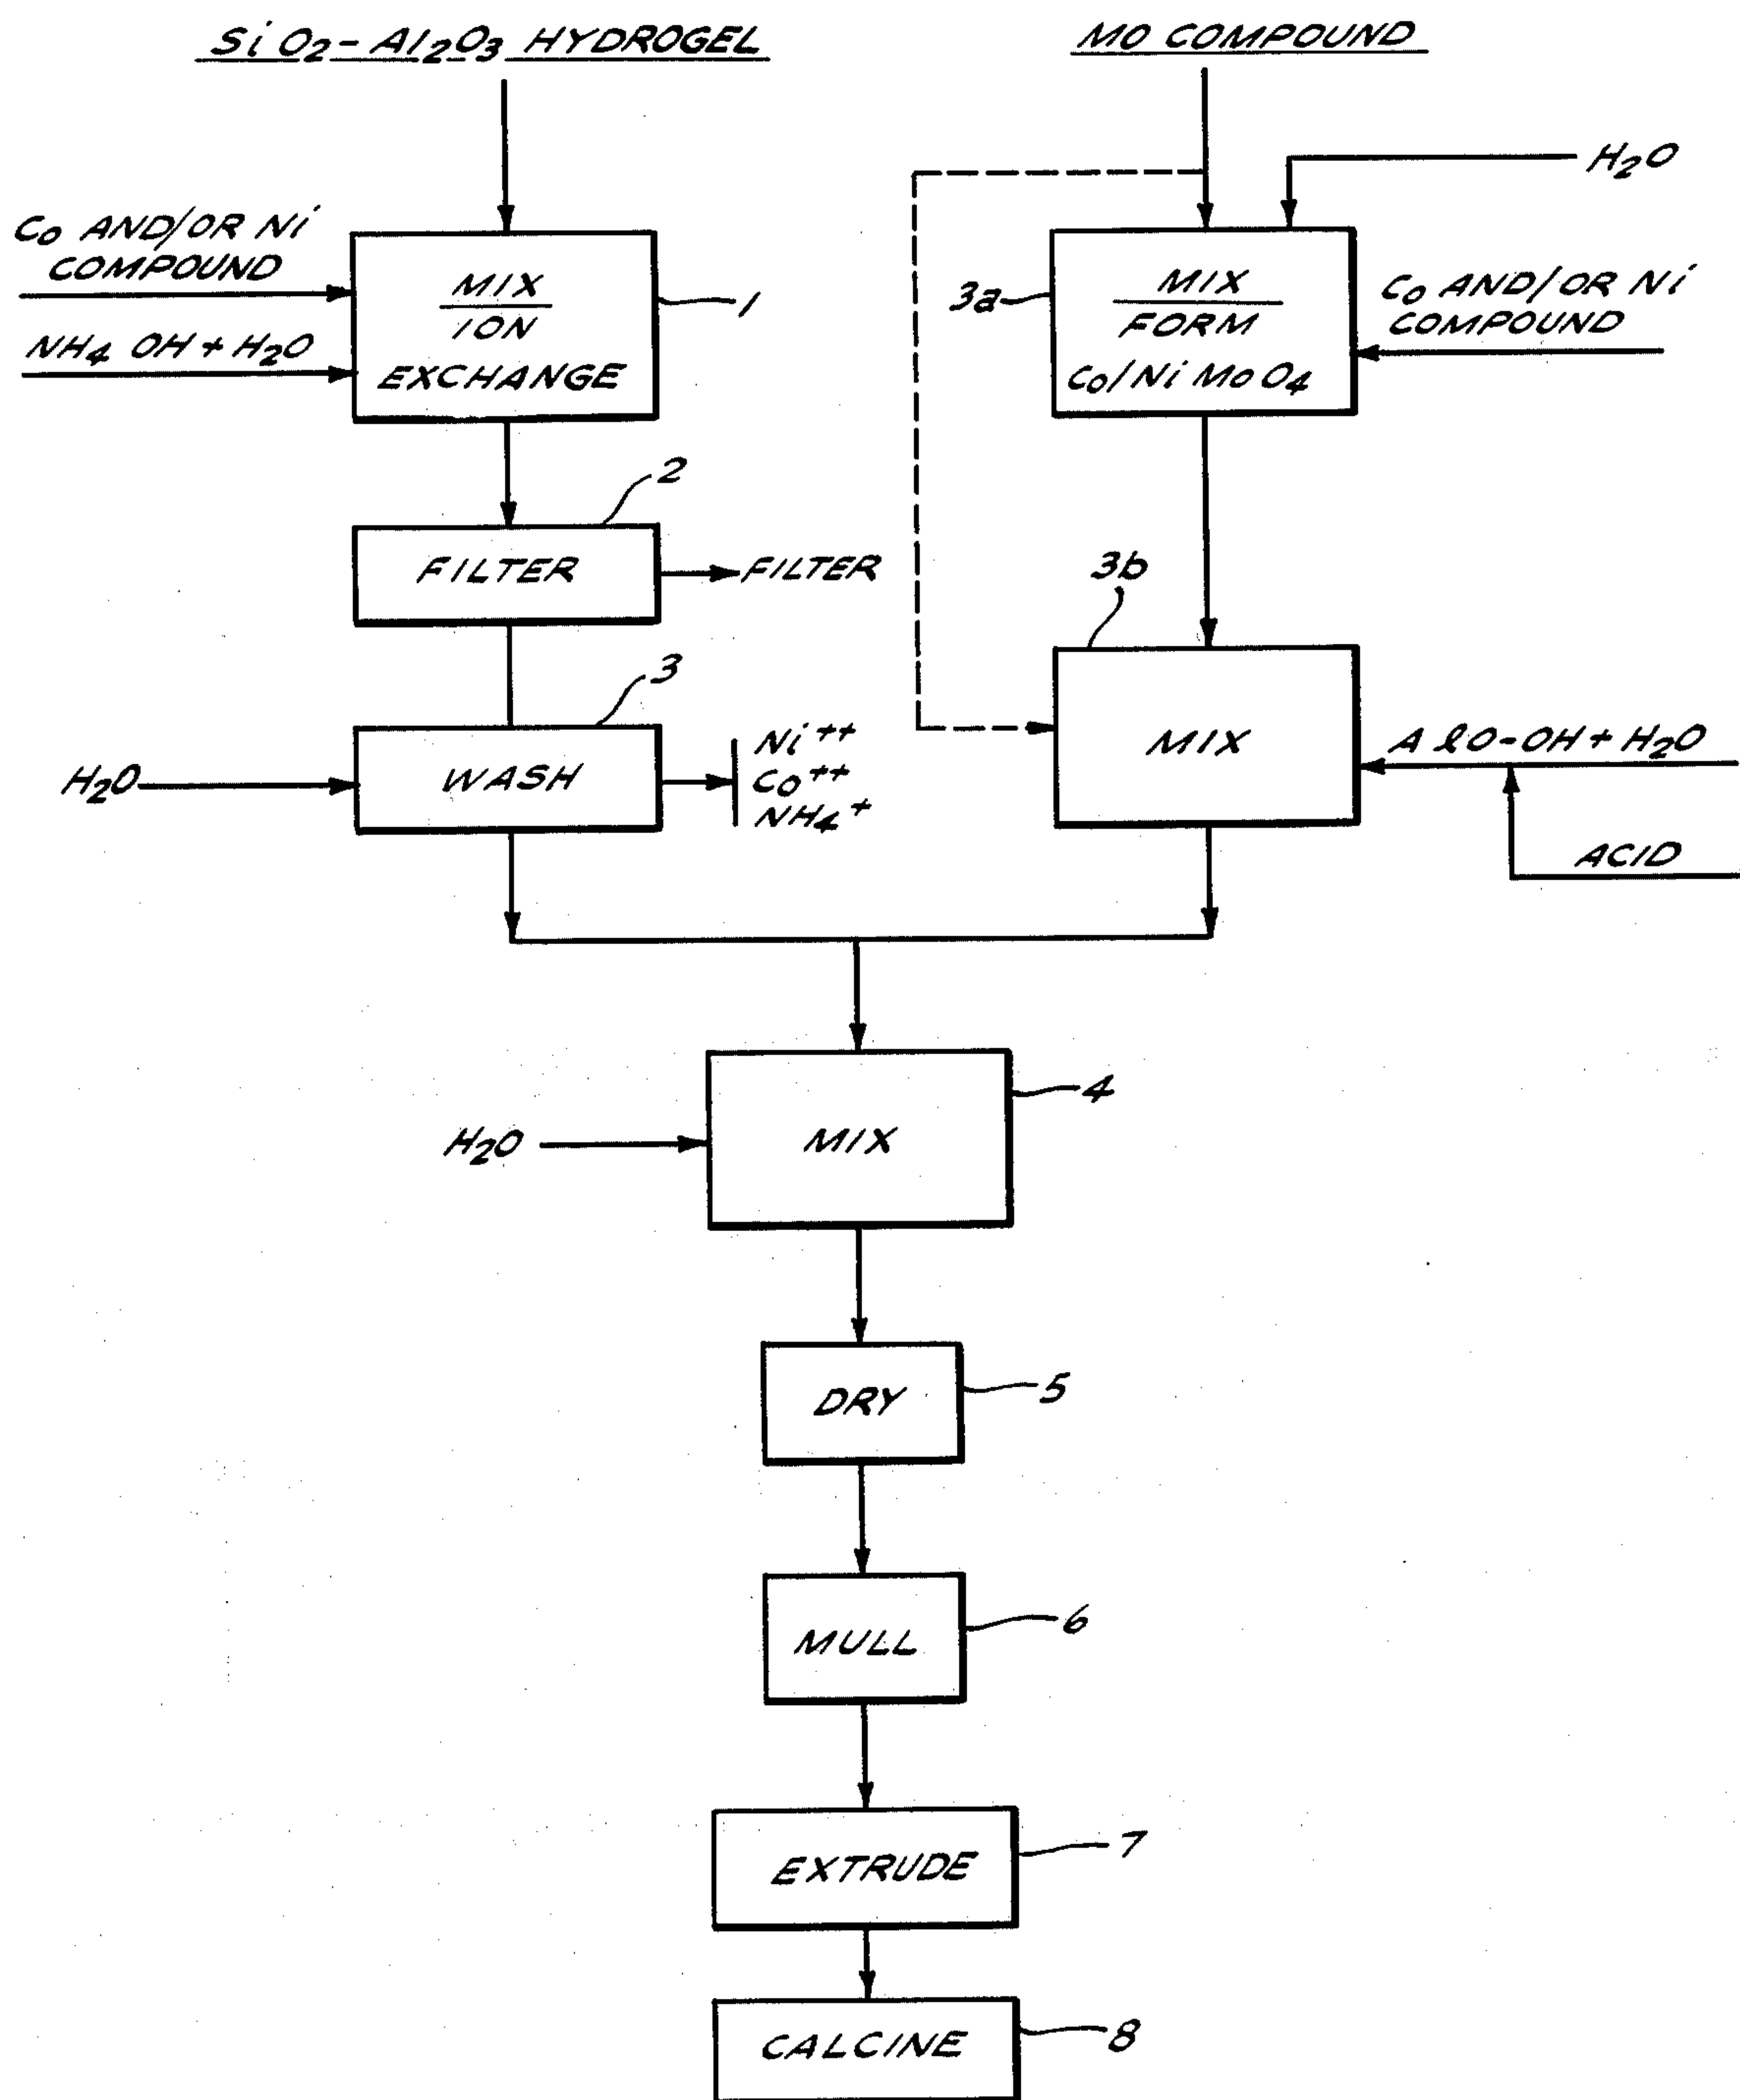 SiO2-Al2O3 HYDROGEL
MO COMPOUND
H2O
Co AND/OR Ni
COMPOUND
NH4 OH + H2O
MIX
ION
EXCHANGE
1
3a
MIX
FORM
Co/Ni MoO4
Co AND/OR Ni
COMPOUND
2
FILTER
FILTER
3
H2O
WASH
Ni++
Co++
NH4+
3b
MIX
AlO-OH + H2O
ACID
4
H2O
MIX
DRY
5
MULL
6
EXTRUDE
7
CALCINE
8